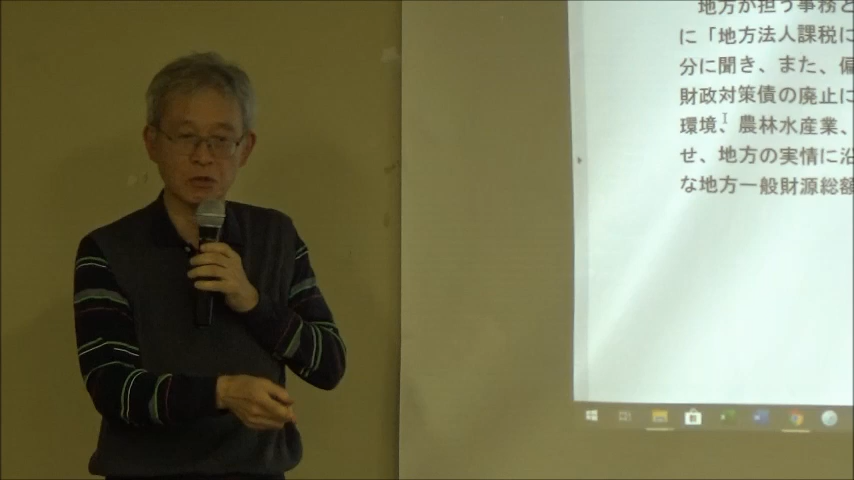 地方が担う事務と
に「地方法人課税に
分に聞き、また、偏
財政対策債の廃止に
環境、農林水産業、
せ、地方の実情に沿
な地方一般財源総額